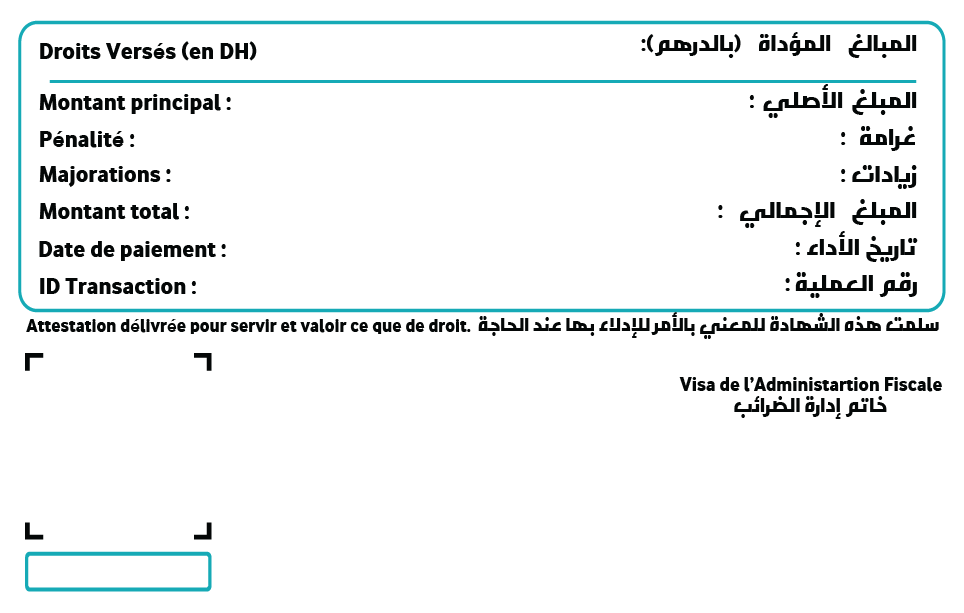 Droits Versés (en DH) المبالغ المؤداة (بالدرهم):
Montant principal : المبلغ الأصلي :
Pénalité : غرامة :
Majorations : زيادات :
Montant total : المبلغ الإجمالي :
Date de paiement : تاريخ الأداء :
ID Transaction : رقم العملية :
Attestation délivrée pour servir et valoir ce que de droit. سلمت هذه الشهادة للمعني بالأمر للإدلاء بها عند الحاجة
Visa de l’Administartion Fiscale
خاتم إدارة الضرائب